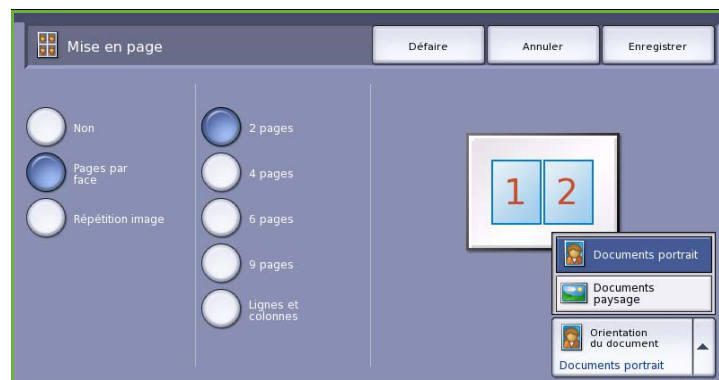 Mise en page
Défaire
Annuler
Enregistrer
Non
Pages par
face
Répétition image
2 pages
4 pages
6 pages
9 pages
Lignes et
colonnes
1 2
Documents portrait
Documents
paysage
Orientation
du document
Documents portrait